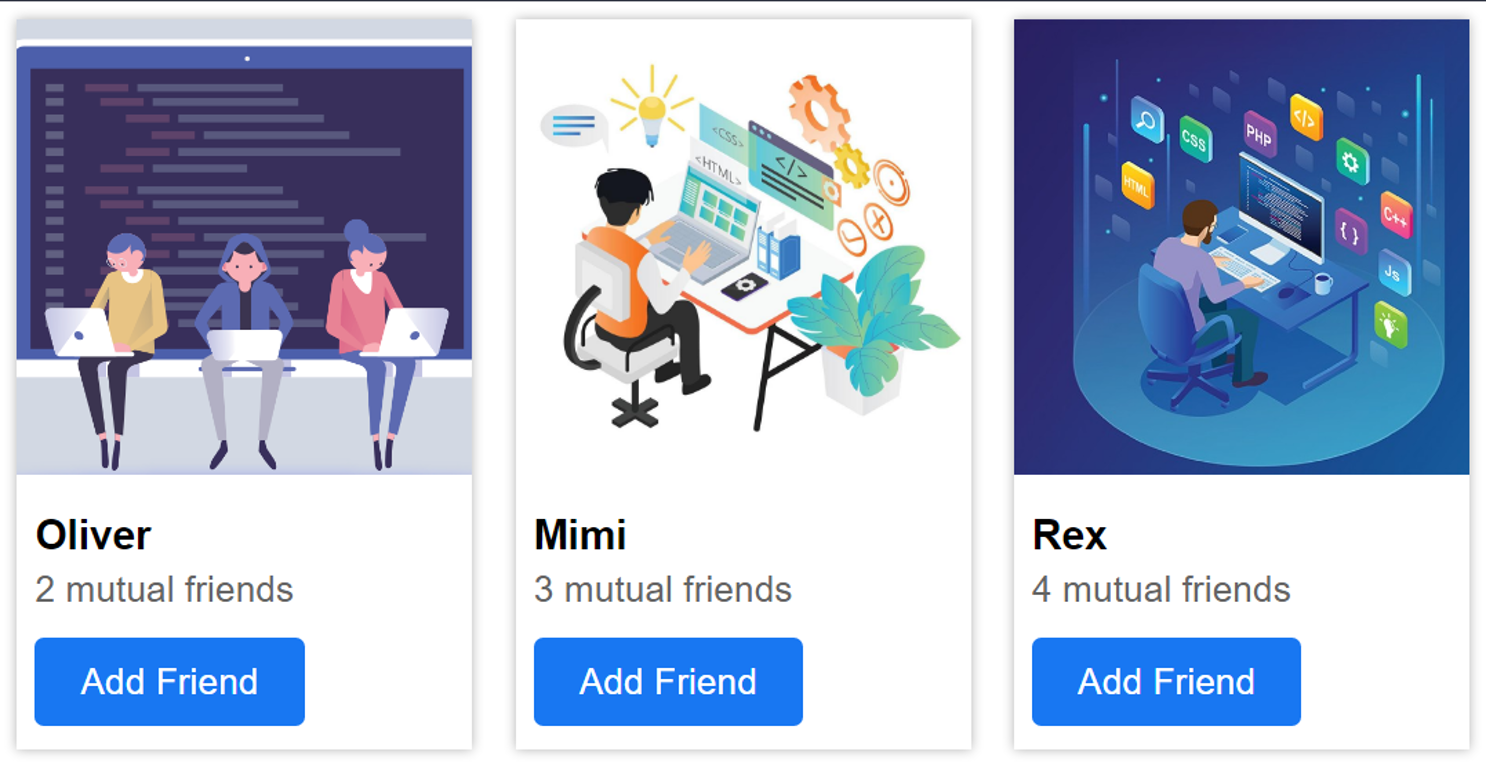 <CSS>
</>
<HTML>
</>
CSS
PHP
HTML
C++
{ }
Js
Oliver
2 mutual friends
Add Friend
Mimi
3 mutual friends
Add Friend
Rex
4 mutual friends
Add Friend